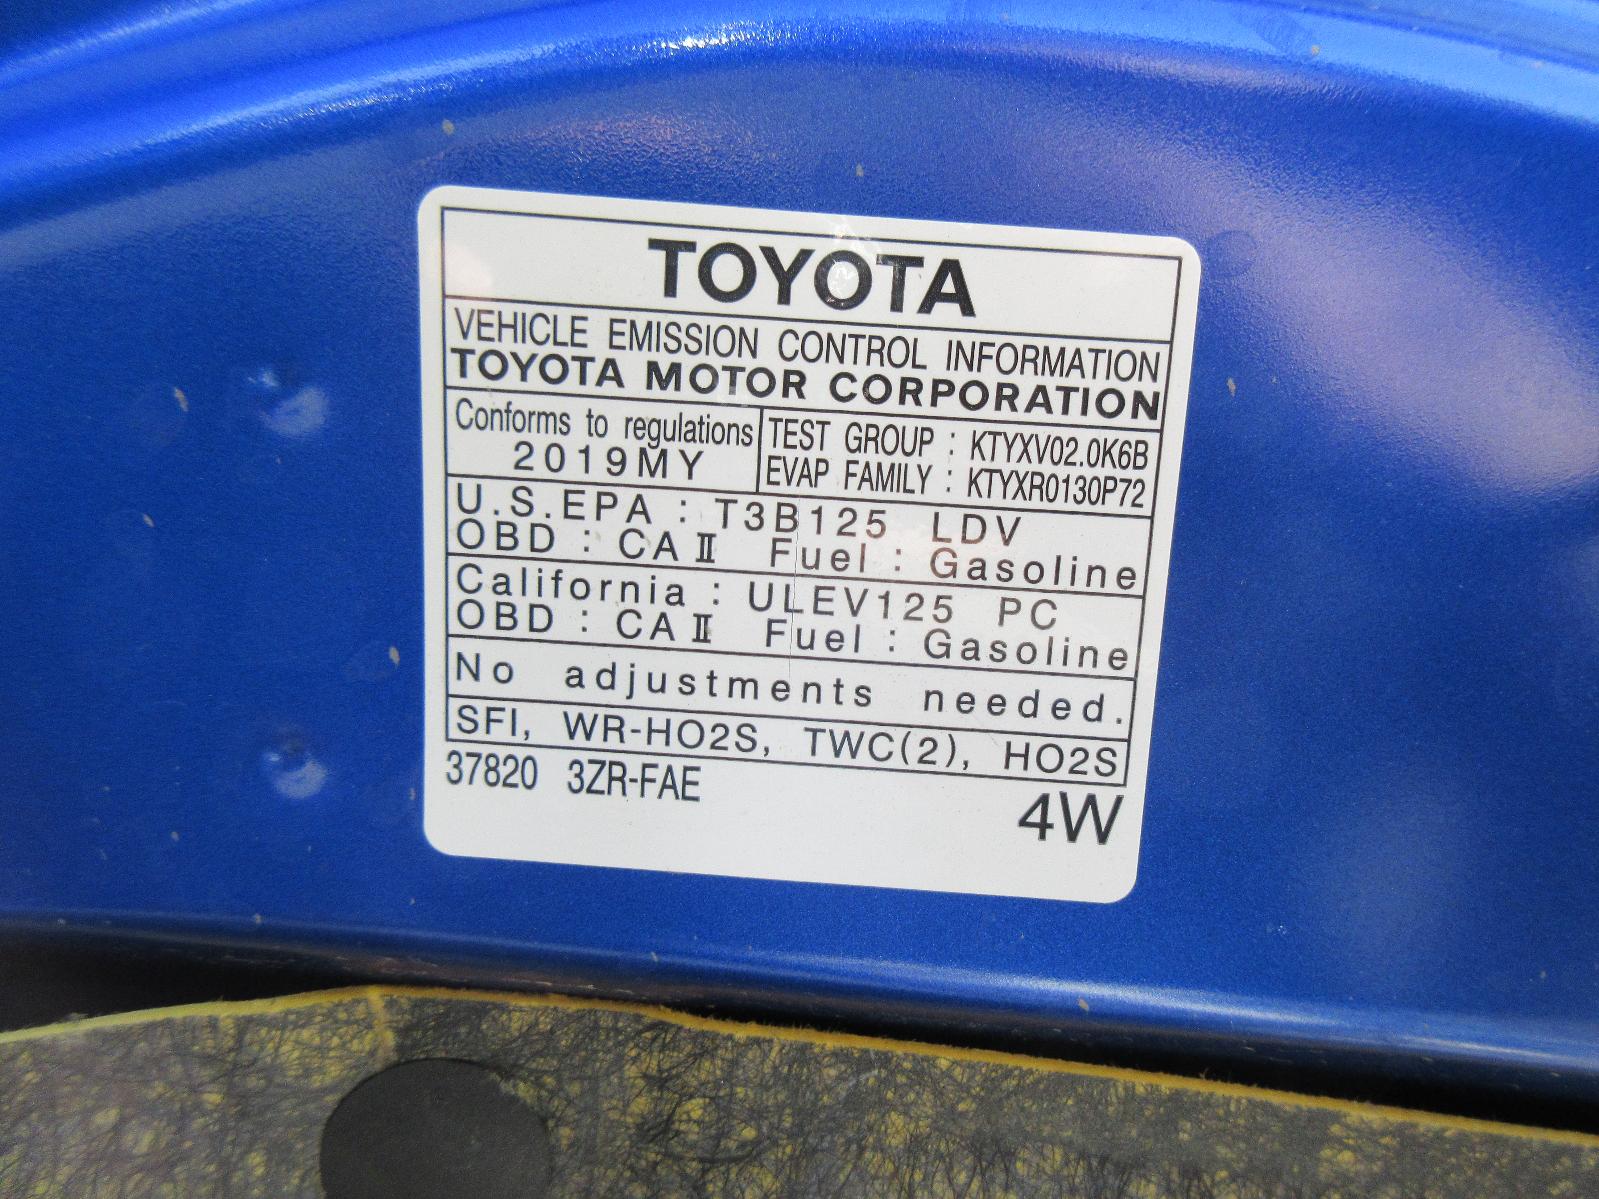 TOYOTA
VEHICLE EMISSION CONTROL INFORMATION
TOYOTA MOTOR CORPORATION
Conforms to regulations
2019MY
TEST GROUP : KTYXV02.0K6B
EVAP FAMILY : KTYXR0130P72
U.S.EPA : T3B125 LDV
OBD : CAⅡ Fuel : Gasoline
California : ULEV125 PC
OBD : CAⅡ Fuel : Gasoline
No adjustments needed.
SFI, WR-HO2S, TWC(2), HO2S
37820 3ZR-FAE
4W